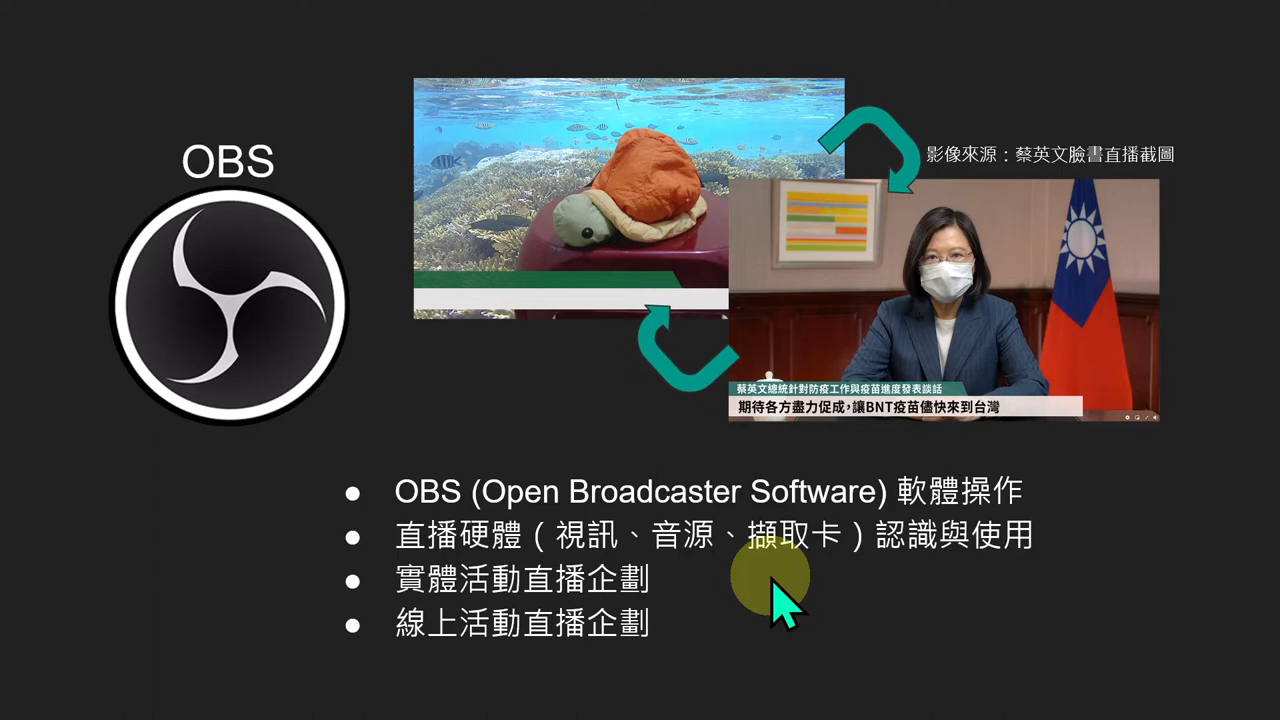 OBS
影像來源：蔡英文臉書直播截圖
蔡英文總統針對防疫工作與疫苗進度發表談話
期待各方盡力促成，讓BNT疫苗儘快來到台灣
● OBS (Open Broadcaster Software) 軟體操作
● 直播硬體（視訊、音源、擷取卡）認識與使用
● 實體活動直播企劃
● 線上活動直播企劃